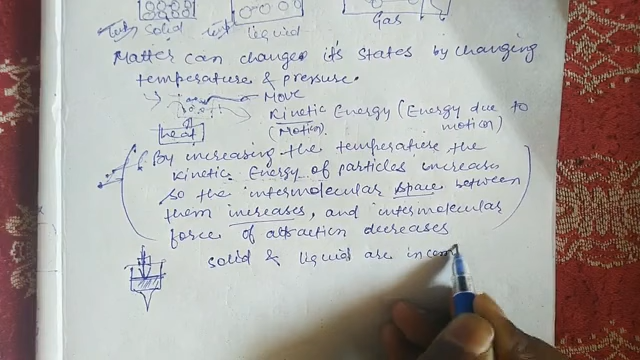 solid liquid Gas
Matter can change it's states by changing
temperature & pressure.
Move
Kinetic Energy (Energy due to
(Motion) motion)
heat
By increasing the temperature the
kinetic Energy of particles increases
so the intermolecular space between
them increases, and intermolecular
force of attraction decreases
solid & liquid are incom